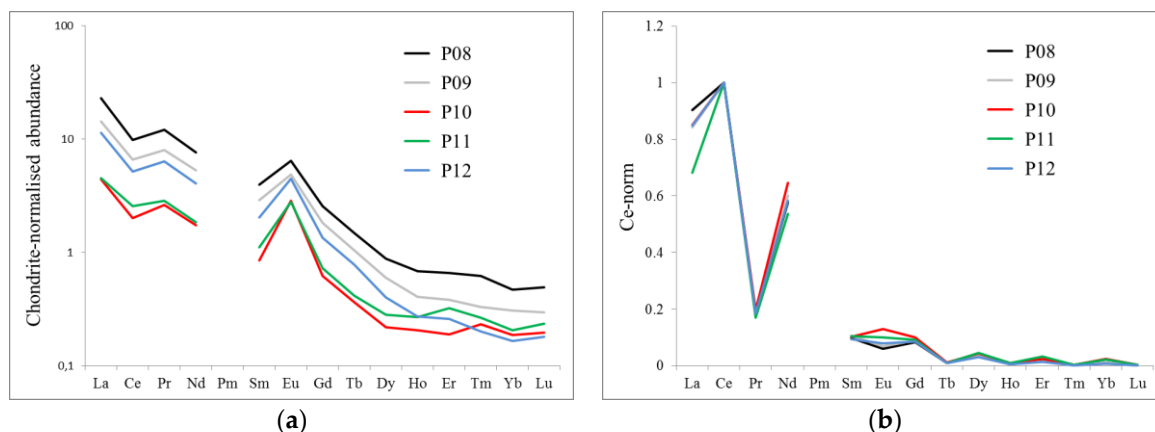 100
10
1
0,1
Chondrite-normalised abundance
P08
P09
P10
P11
P12
La Ce Pr Nd Pm Sm Eu Gd Tb Dy Ho Er Tm Yb Lu
(a)
1.2
1
0.8
0.6
0.4
0.2
0
Ce-norm
P08
P09
P10
P11
P12
La Ce Pr Nd Pm Sm Eu Gd Tb Dy Ho Er Tm Yb Lu
(b)